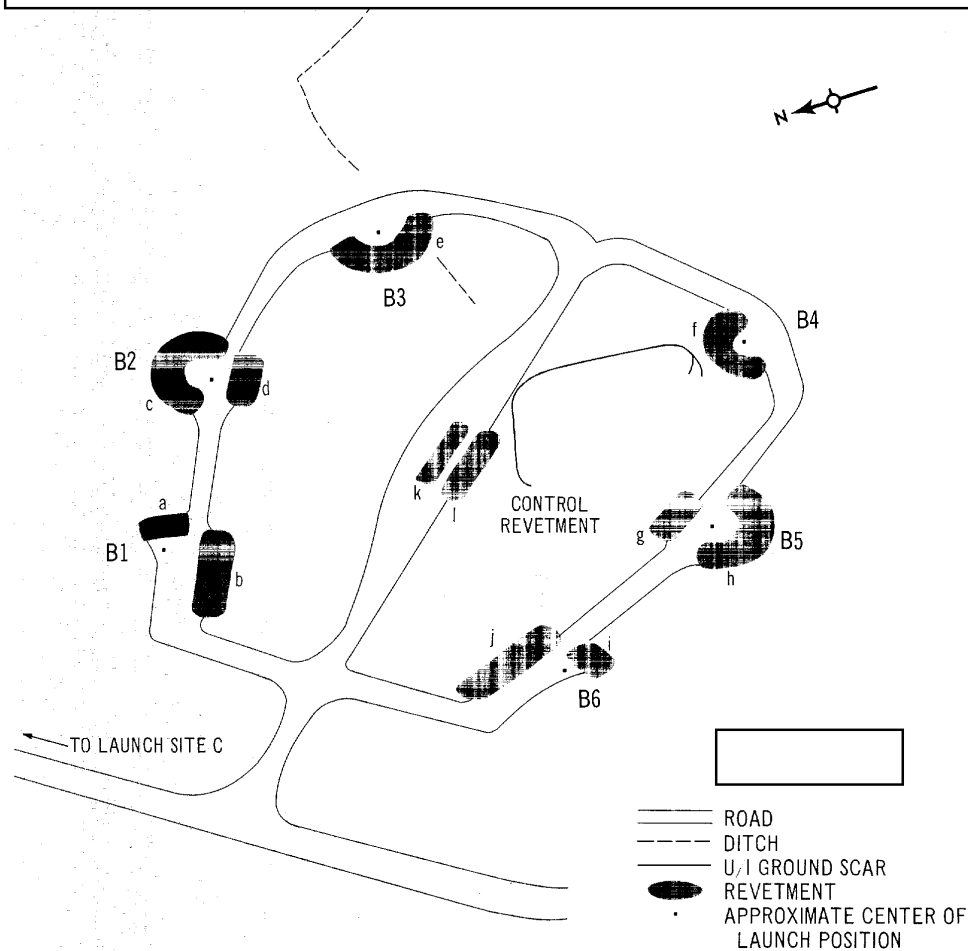 N
e
B3
B4
f
B2
d
c
k
l
CONTROL
REVETMENT
a
B1
b
g
B5
h
j
i
B6
TO LAUNCH SITE C
ROAD
DITCH
U/I GROUND SCAR
REVETMENT
APPROXIMATE CENTER OF
LAUNCH POSITION